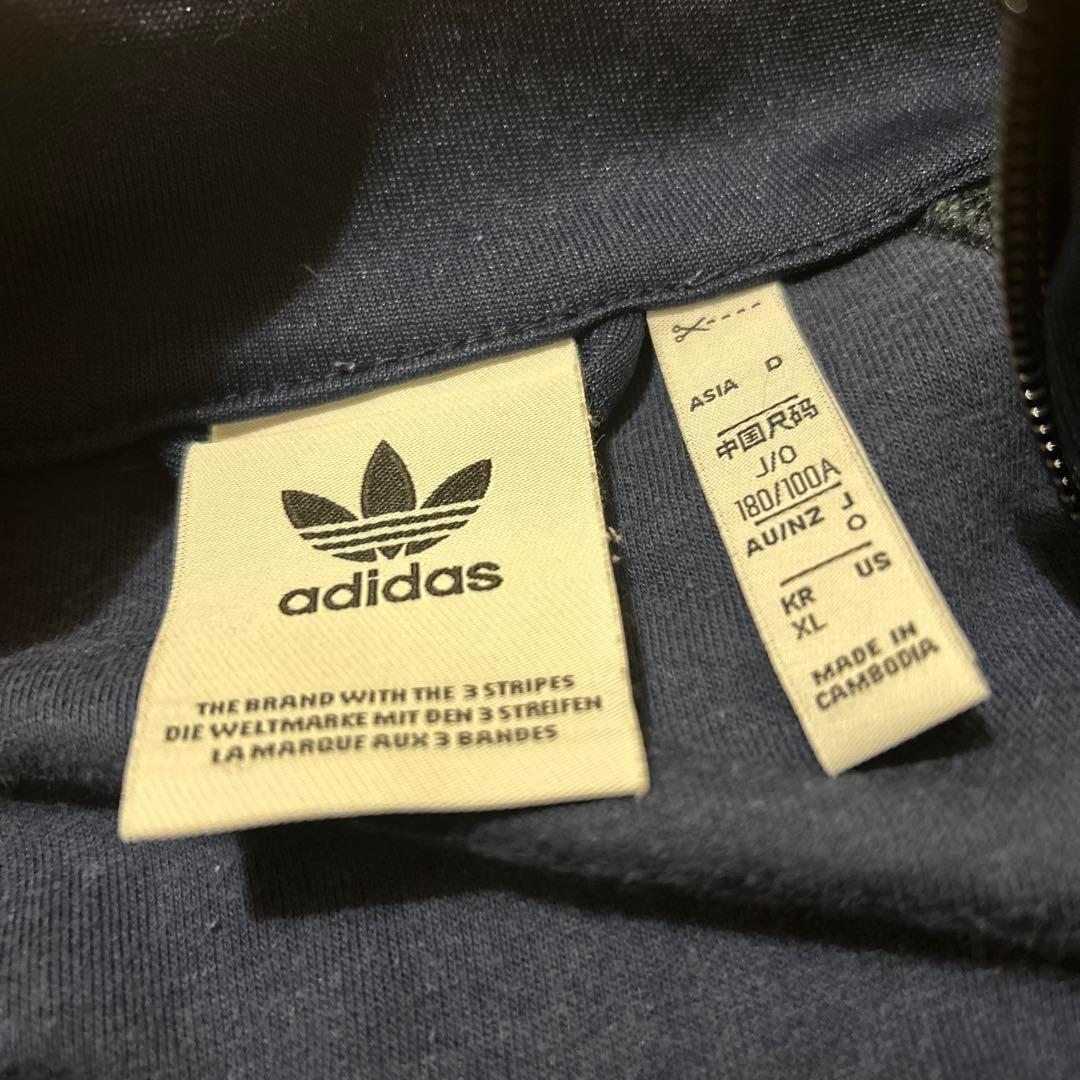 adidas
THE BRAND WITH THE 3 STRIPES
DIE WELTMARKE MIT DEN 3 STREIFEN
LA MARQUE AUX 3 BANDES
ASIA D
中国尺码
J/O
180/100A
AU/NZ J
O
US
KR
XL
MADE IN
CAMBODIA